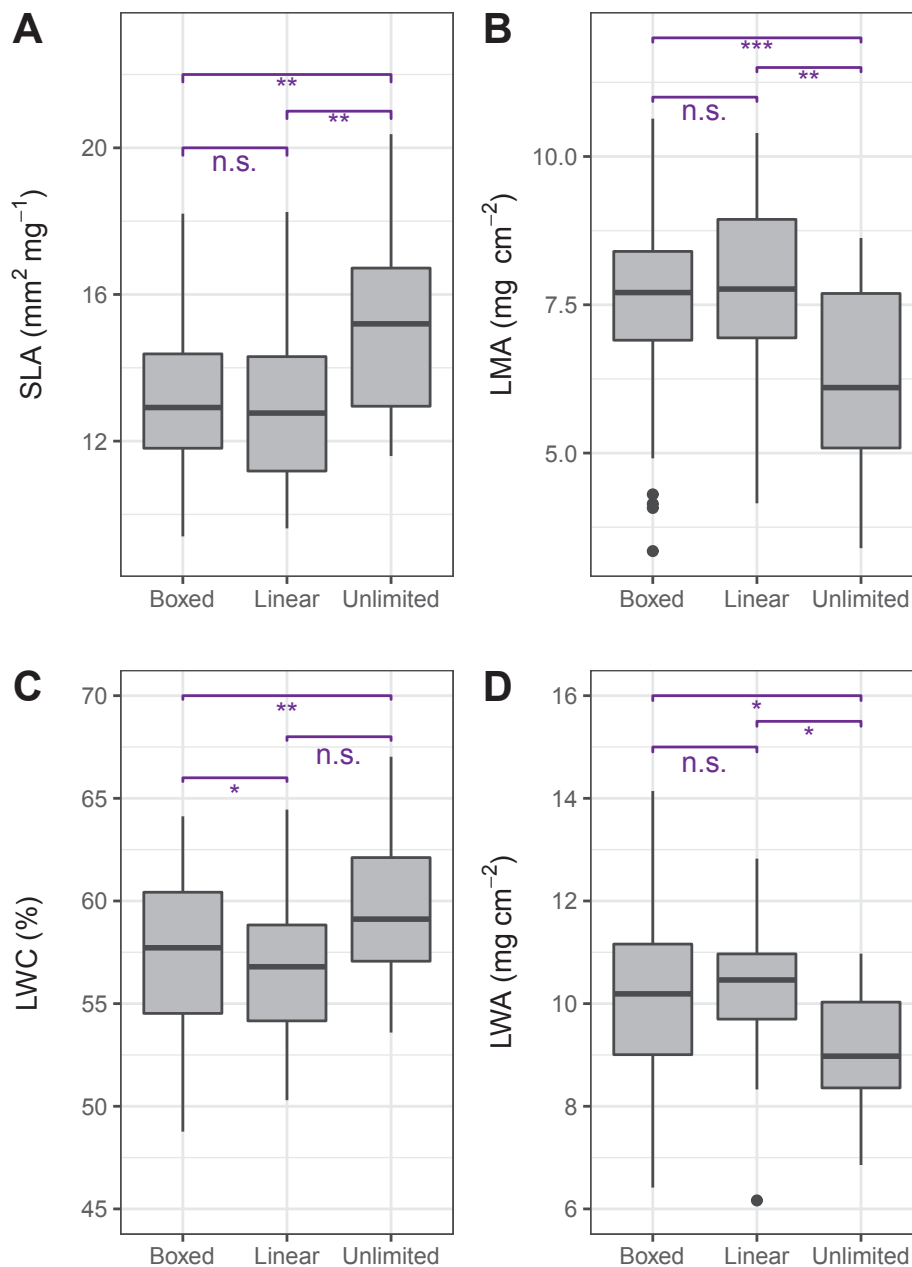 A
SLA (mm² mg⁻¹)
20
16
12
**
**
n.s.
Boxed Linear Unlimited
B
LMA (mg cm⁻²)
10.0
7.5
5.0
***
**
n.s.
Boxed Linear Unlimited
C
LWC (%)
70
65
60
55
50
45
**
n.s.
*
Boxed Linear Unlimited
D
LWA (mg cm⁻²)
16
14
12
10
8
6
*
*
n.s.
Boxed Linear Unlimited